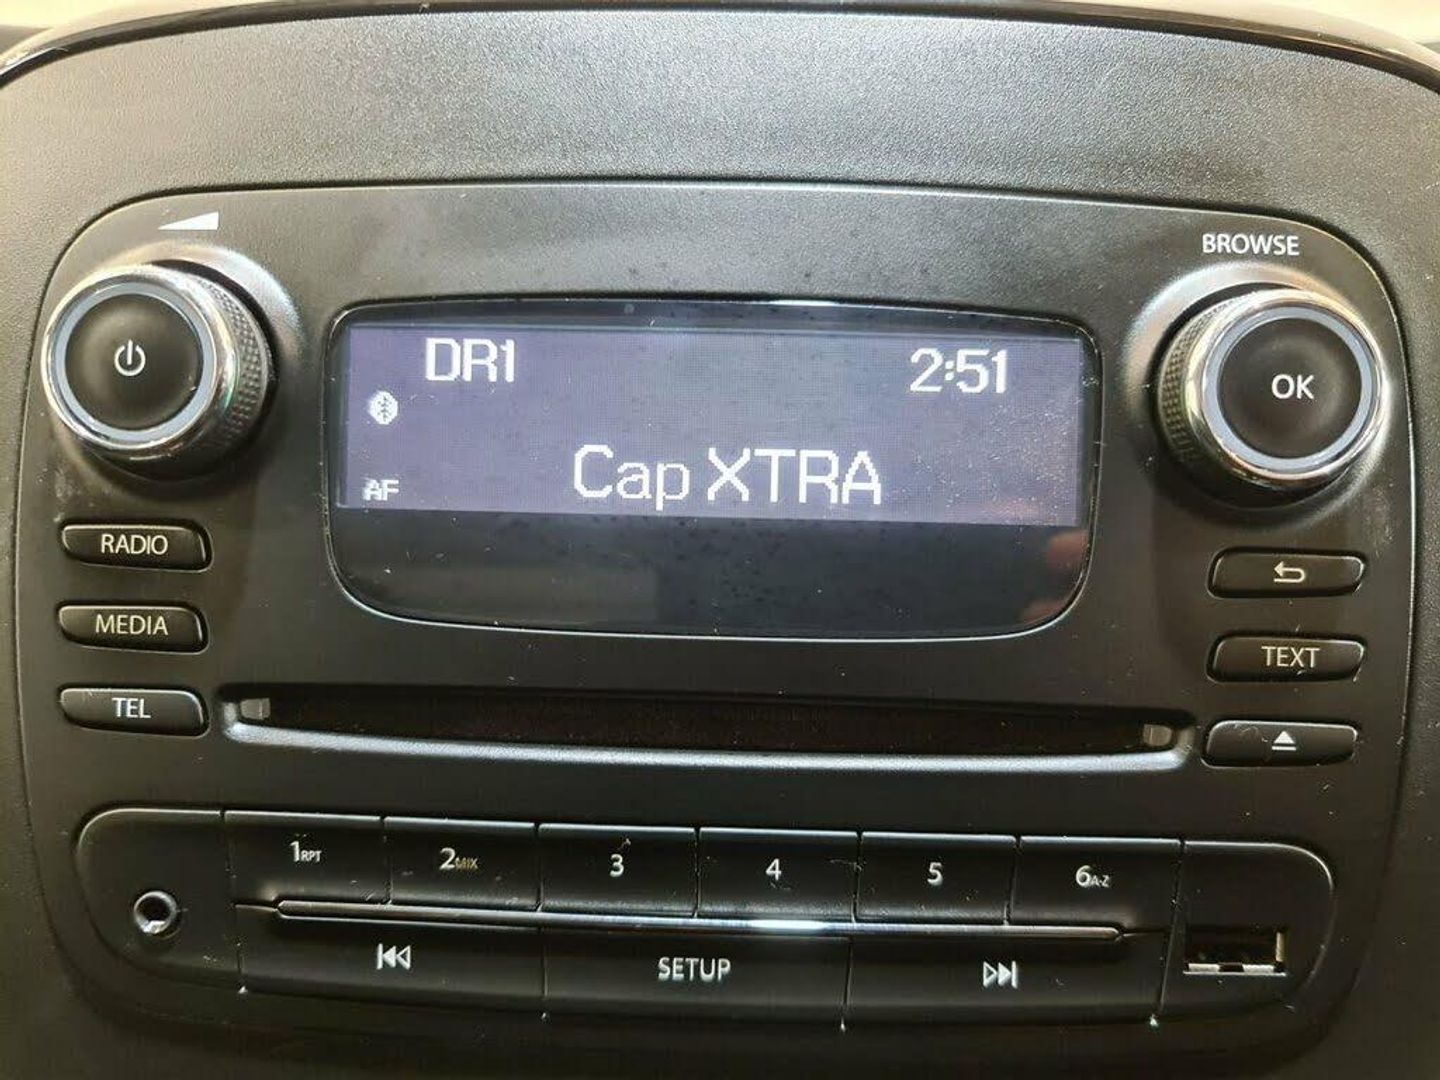 BROWSE
DR1 2:51
OK
AF Cap XTRA
RADIO
MEDIA
TEXT
TEL
1RPT 2MIX 3 4 5 6A-Z
SETUP